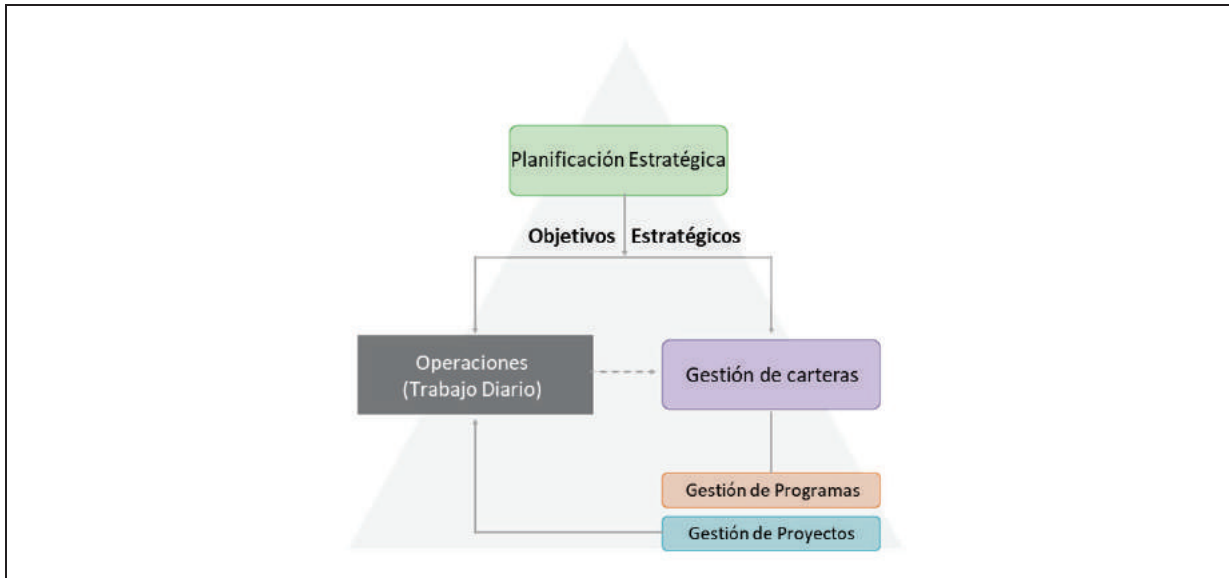 Planificación Estratégica
Objetivos Estratégicos
Operaciones
(Trabajo Diario)
Gestión de carteras
Gestión de Programas
Gestión de Proyectos